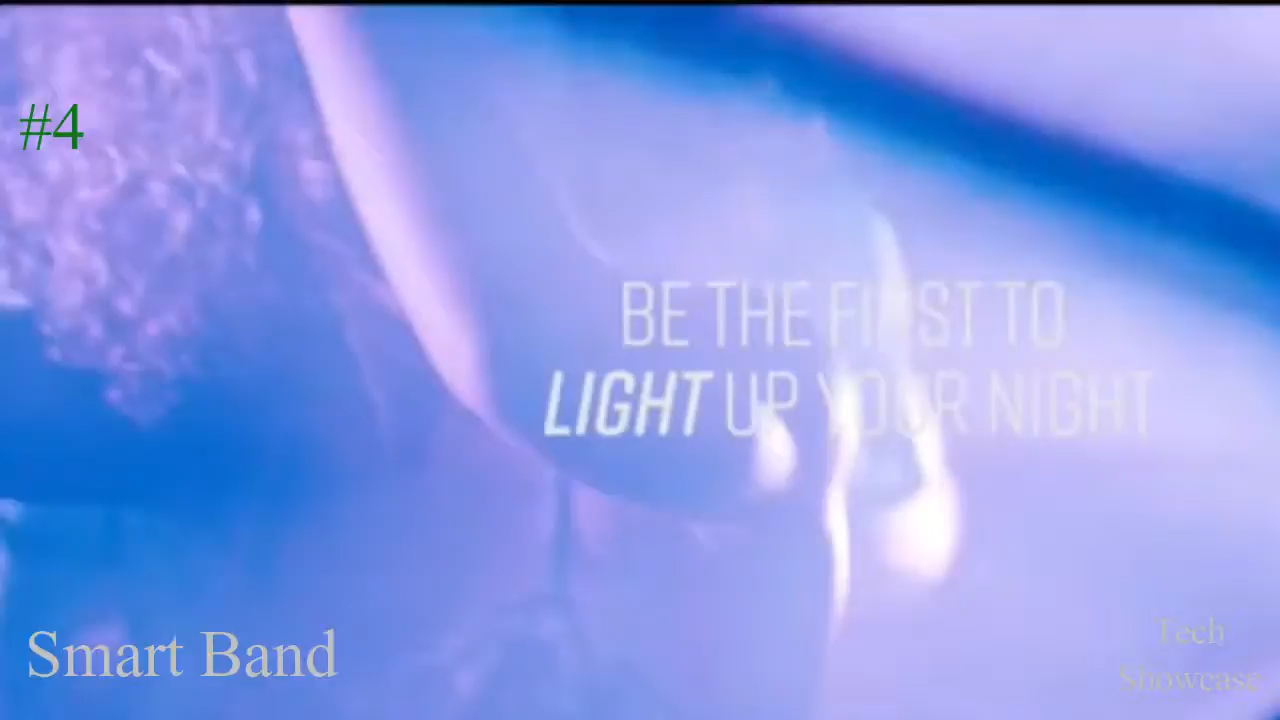 #4
BE THE FIRST TO
LIGHT UP YOUR NIGHT
Smart Band
Tech
Showcase